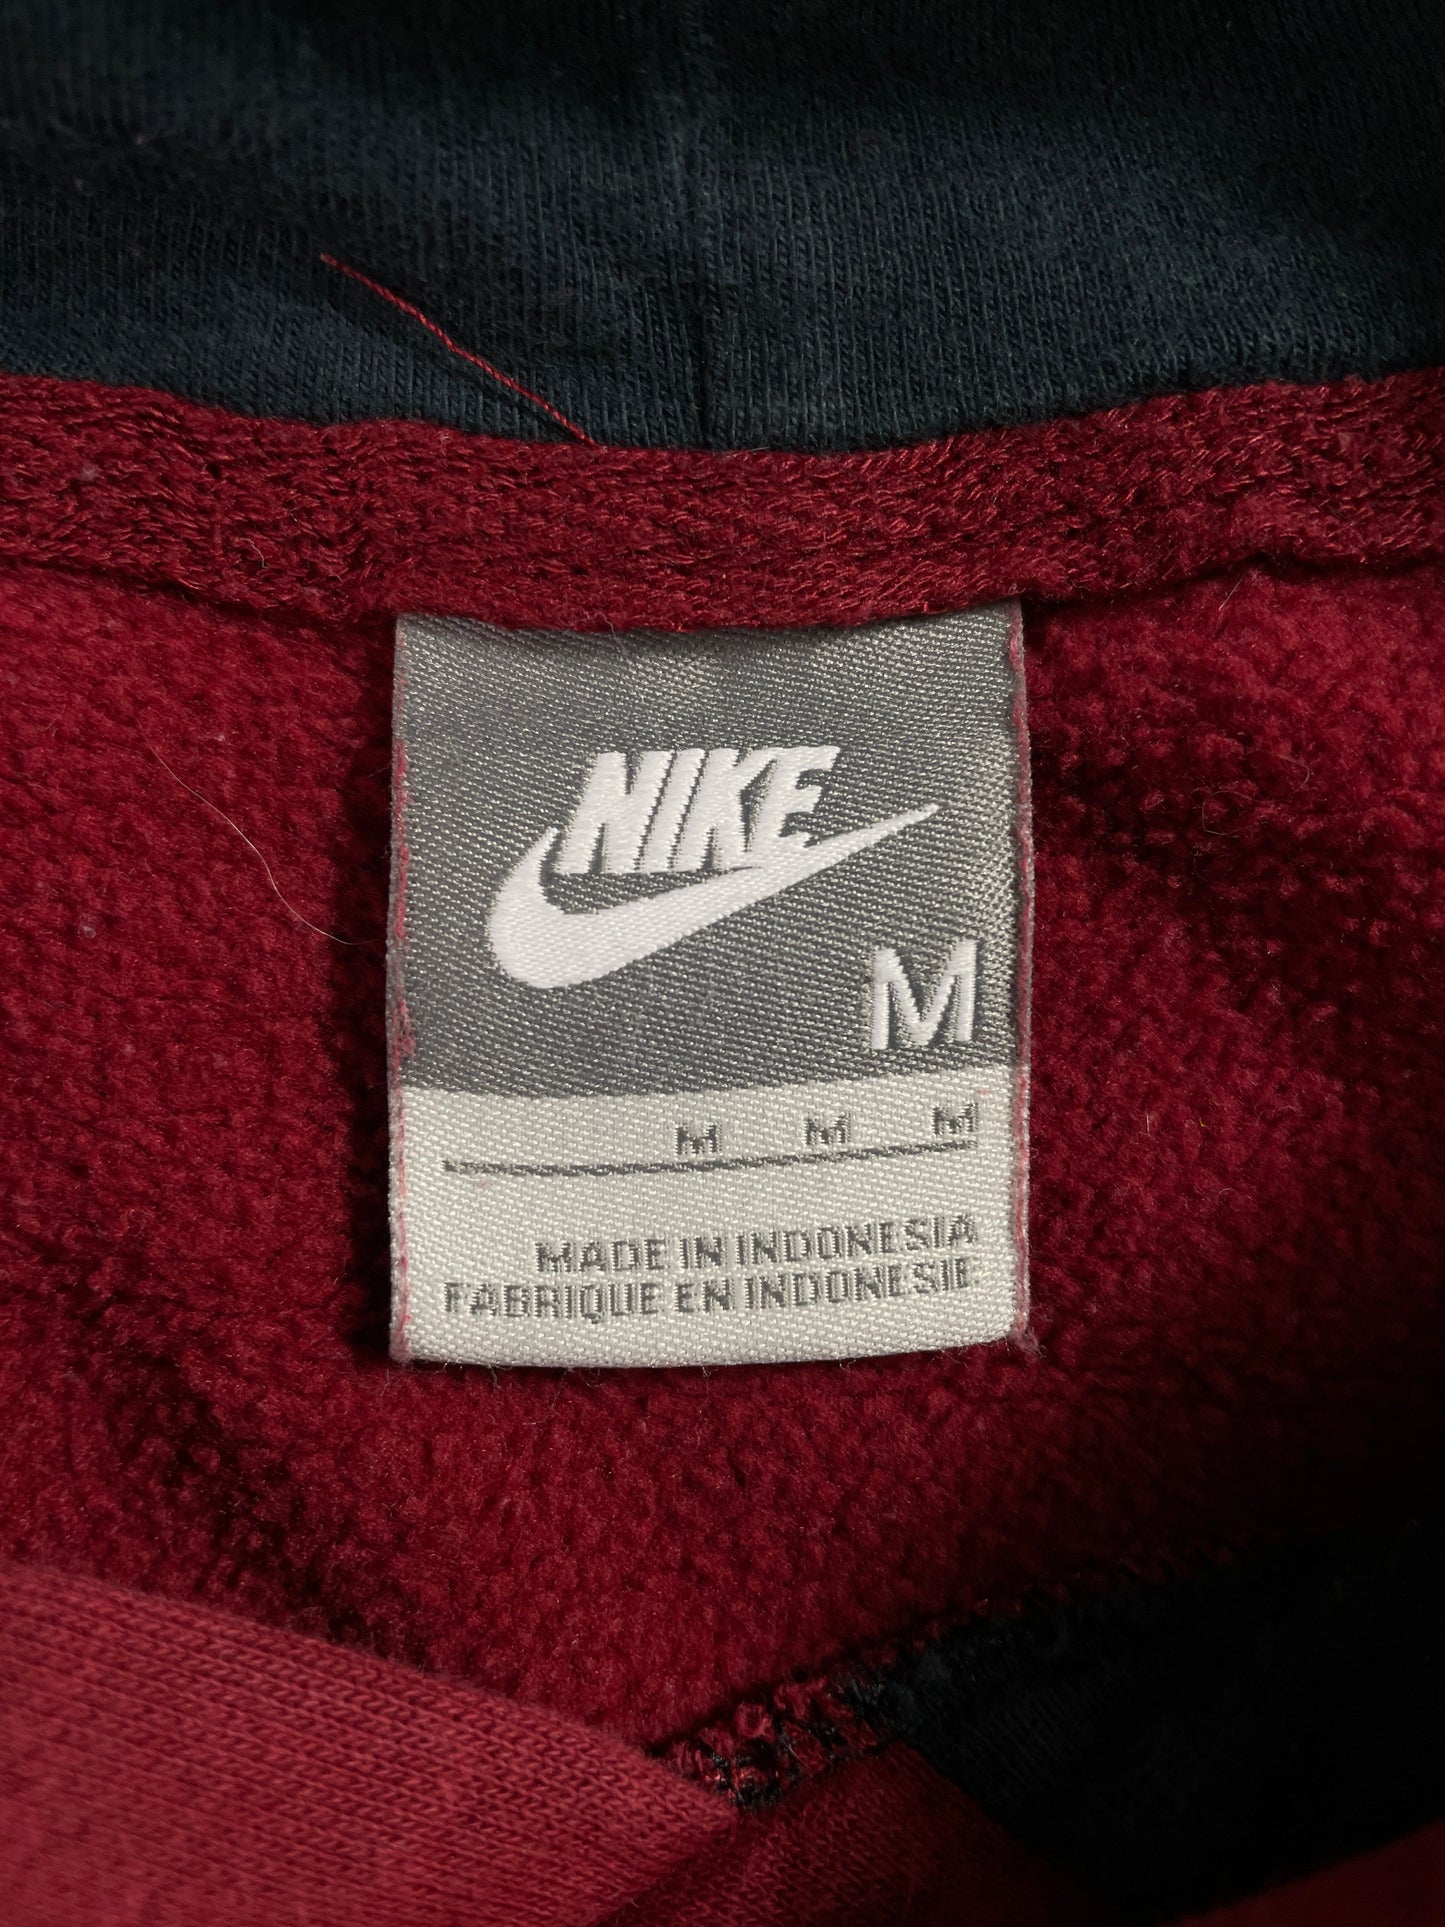 NIKE
M
M M M
MADE IN INDONESIA
FABRIQUE EN INDONESIE